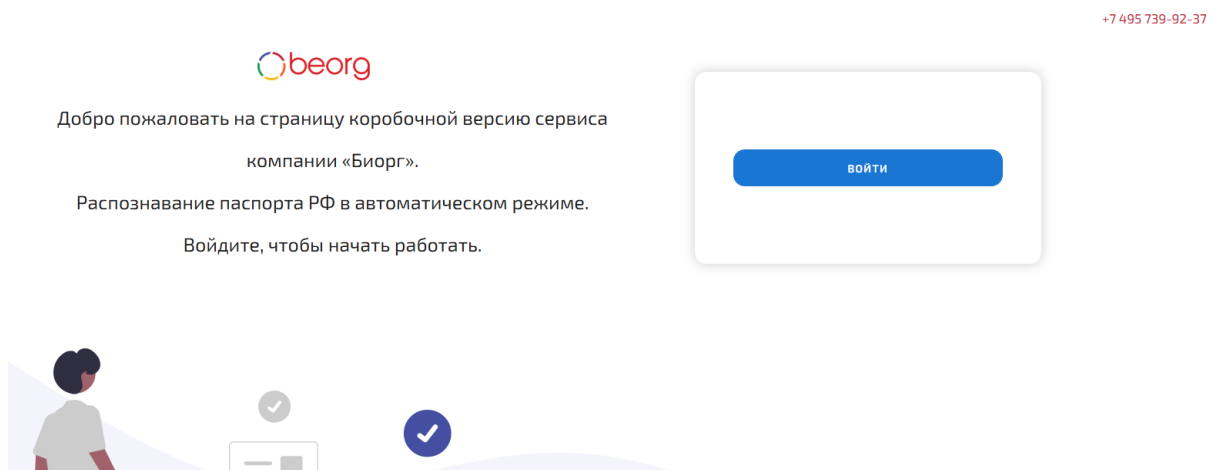 +7 495 739-92-37
beorg
Добро пожаловать на страницу коробочной версию сервиса
компании «Биорг».
Распознавание паспорта РФ в автоматическом режиме.
Войдите, чтобы начать работать.
ВОЙТИ